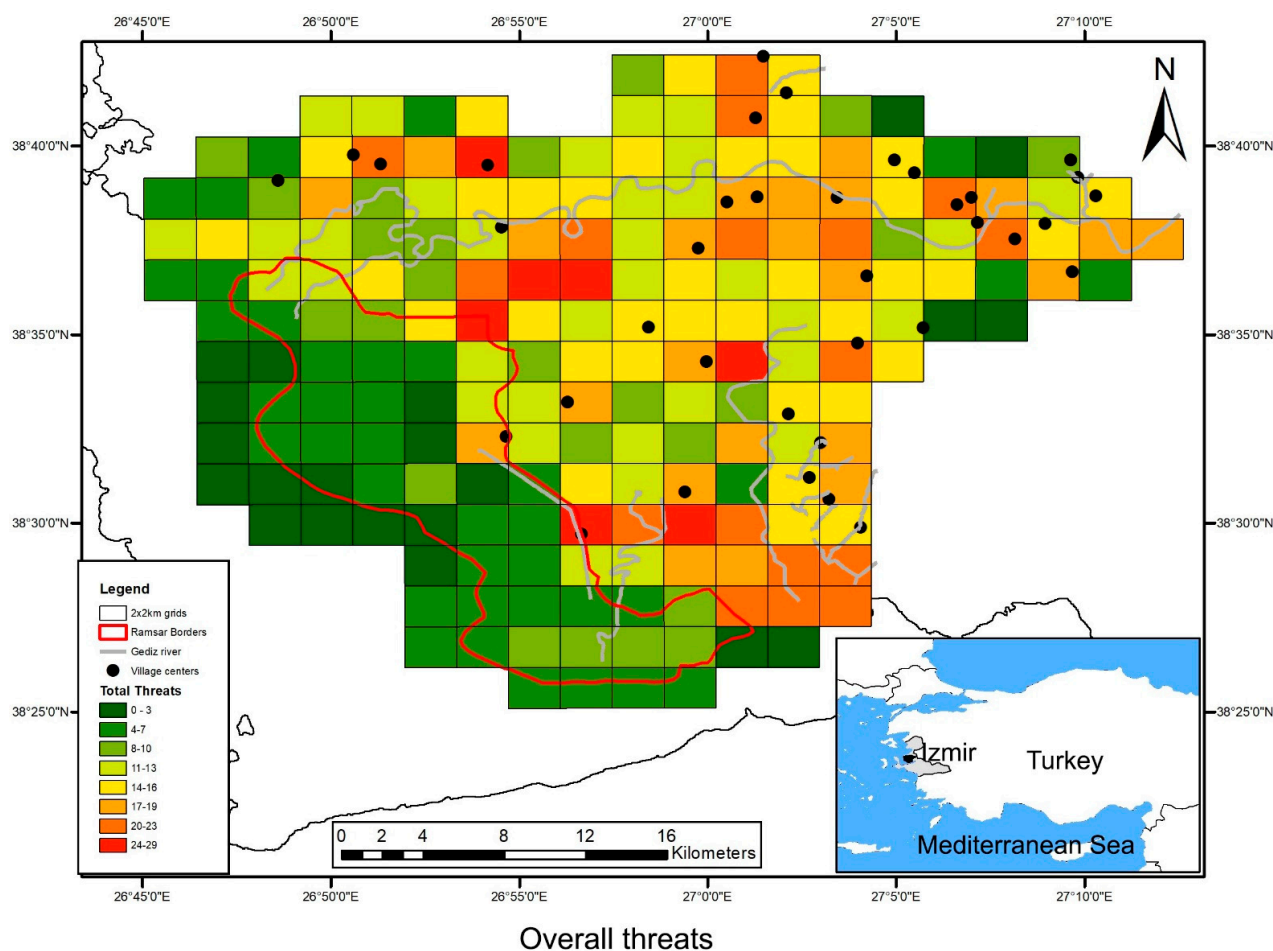 26°45'0"E 26°50'0"E 26°55'0"E 27°0'0"E 27°5'0"E 27°10'0"E
N
38°40'0"N 38°40'0"N
38°35'0"N 38°35'0"N
38°30'0"N 38°30'0"N
38°25'0"N 38°25'0"N
Legend
2x2km grids
Ramsar Borders
Gediz river
Village centers
Total Threats
0 - 3
4-7
8-10
11-13
14-16
17-19
20-23
24-29
0 2 4 8 12 16
Kilometers
Izmir
Turkey
Mediterranean Sea
26°45'0"E 26°50'0"E 26°55'0"E 27°0'0"E 27°5'0"E 27°10'0"E
Overall threats